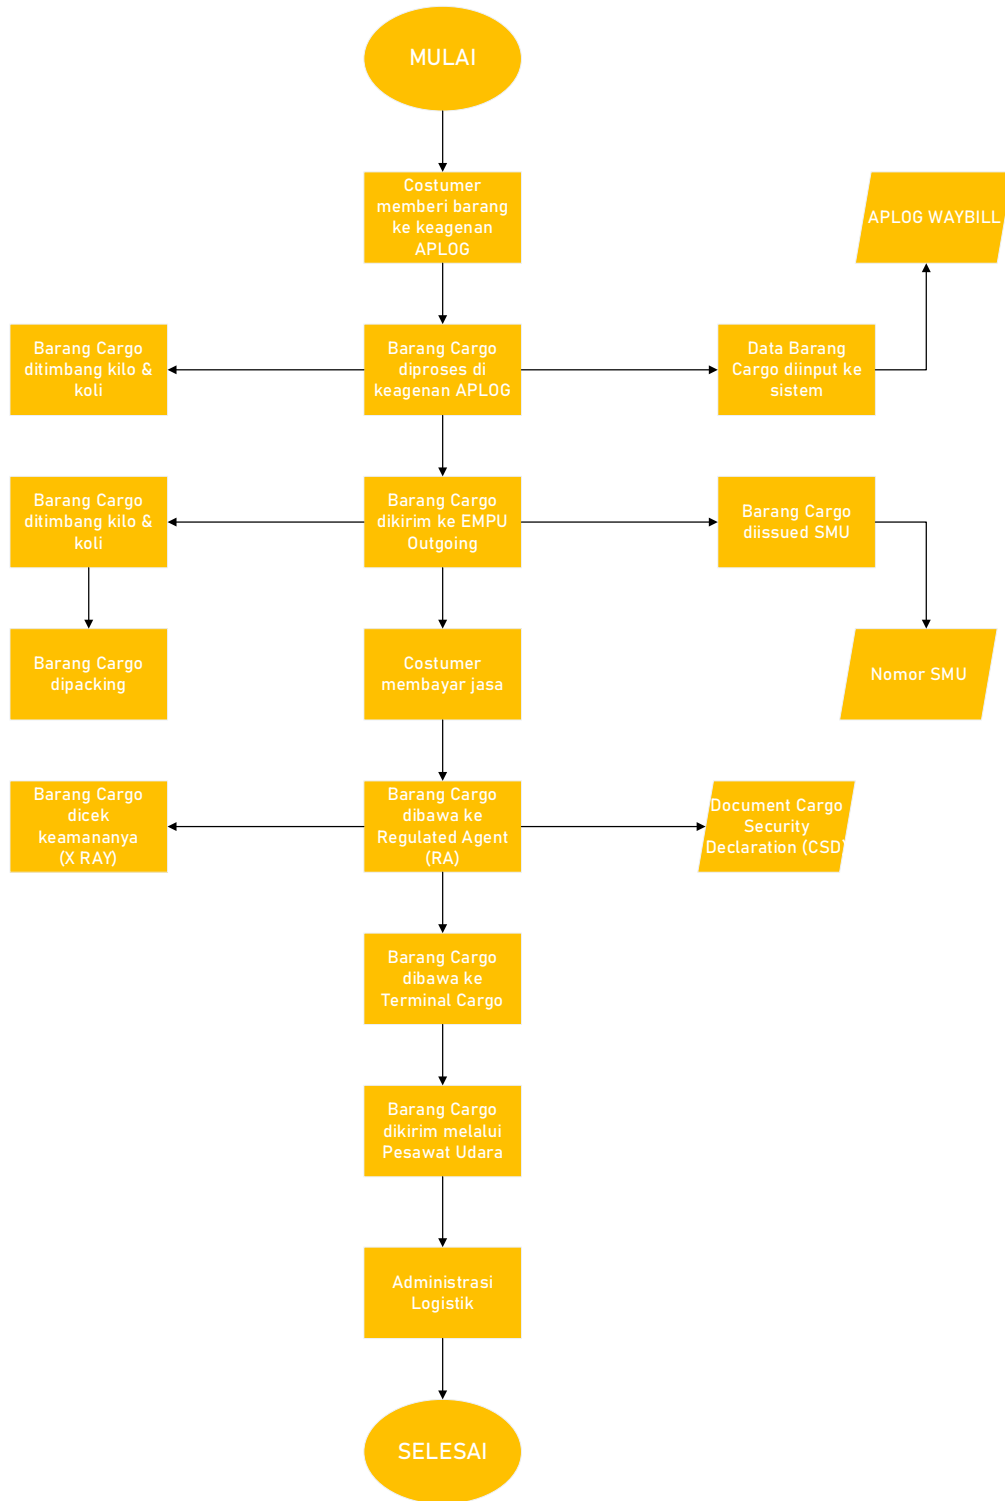 MULAI
Costumer
memberi barang
ke keagenan
APLOG
APLOG WAYBILL
Barang Cargo
ditimbang kilo &
koli
Barang Cargo
diproses di
keagenan APLOG
Data Barang
Cargo diinput ke
sistem
Barang Cargo
ditimbang kilo &
koli
Barang Cargo
dikirim ke EMPU
Outgoing
Barang Cargo
diissued SMU
Barang Cargo
dipacking
Costumer
membayar jasa
Nomor SMU
Barang Cargo
dicek
keamananya
(X RAY)
Barang Cargo
dibawa ke
Regulated Agent
(RA)
Document Cargo
Security
Declaration (CSD)
Barang Cargo
dibawa ke
Terminal Cargo
Barang Cargo
dikirim melalui
Pesawat Udara
Administrasi
Logistik
SELESAI